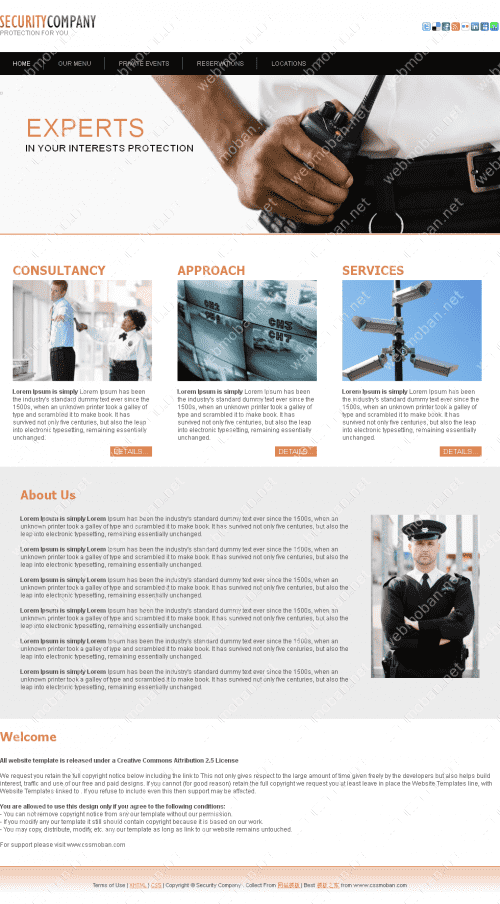 SECURITYCOMPANY
PROTECTION FOR YOU
HOME
OUR MENU
PRIVATE EVENTS
RESERVATIONS
LOCATIONS
EXPERTS
IN YOUR INTERESTS PROTECTION
CONSULTANCY
Lorem Ipsum is simply Lorem Ipsum has been
the industry's standard dummy text ever since the
1500s, when an unknown printer took a galley of
type and scrambled it to make book. It has
survived not only five centuries, but also the leap
into electronic typesetting, remaining essentially
unchanged.
DETAILS...
APPROACH
Lorem Ipsum is simply Lorem Ipsum has been
the industry's standard dummy text ever since the
1500s, when an unknown printer took a galley of
type and scrambled it to make book. It has
survived not only five centuries, but also the leap
into electronic typesetting, remaining essentially
unchanged.
DETAILS...
SERVICES
Lorem Ipsum is simply Lorem Ipsum has been
the industry's standard dummy text ever since the
1500s, when an unknown printer took a galley of
type and scrambled it to make book. It has
survived not only five centuries, but also the leap
into electronic typesetting, remaining essentially
unchanged.
DETAILS...
About Us
Lorem Ipsum is simply Lorem Ipsum has been the industry's standard dummy text ever since the 1500s, when an
unknown printer took a galley of type and scrambled it to make book. It has survived not only five centuries, but also the
leap into electronic typesetting, remaining essentially unchanged.
Lorem Ipsum is simply Lorem Ipsum has been the industry's standard dummy text ever since the 1500s, when an
unknown printer took a galley of type and scrambled it to make book. It has survived not only five centuries, but also the
leap into electronic typesetting, remaining essentially unchanged.
Lorem Ipsum is simply Lorem Ipsum has been the industry's standard dummy text ever since the 1500s, when an
unknown printer took a galley of type and scrambled it to make book. It has survived not only five centuries, but also the
leap into electronic typesetting, remaining essentially unchanged.
Lorem Ipsum is simply Lorem Ipsum has been the industry's standard dummy text ever since the 1500s, when an
unknown printer took a galley of type and scrambled it to make book. It has survived not only five centuries, but also the
leap into electronic typesetting, remaining essentially unchanged.
Lorem Ipsum is simply Lorem Ipsum has been the industry's standard dummy text ever since the 1500s, when an
unknown printer took a galley of type and scrambled it to make book. It has survived not only five centuries, but also the
leap into electronic typesetting, remaining essentially unchanged.
Lorem Ipsum is simply Lorem Ipsum has been the industry's standard dummy text ever since the 1500s, when an
unknown printer took a galley of type and scrambled it to make book. It has survived not only five centuries, but also the
leap into electronic typesetting, remaining essentially unchanged.
Welcome
All website template is released under a Creative Commons Attribution 2.5 License
We request you retain the full copyright notice below including the link to This not only gives respect to the large amount of time given freely by the developers but also helps build
interest, traffic and use of our free and paid designs. If you cannot (for good reason) retain the full copyright we request you at least leave in place the Website Templates line, with
Website Templates linked to . If you refuse to include even this then support may be affected.
You are allowed to use this design only if you agree to the following conditions:
- You can not remove copyright notice from any our template without our permission.
- If you modify any our template it still should contain copyright because it is based on our work.
- You may copy, distribute, modify, etc. any our template as long as link to our website remains untouched.
For support please visit www.cssmoban.com
Terms of Use | XHTML | CSS | Copyright © Security Company - Collect From 网站模板 | Best 模板之家 from www.cssmoban.com
webmoban.net